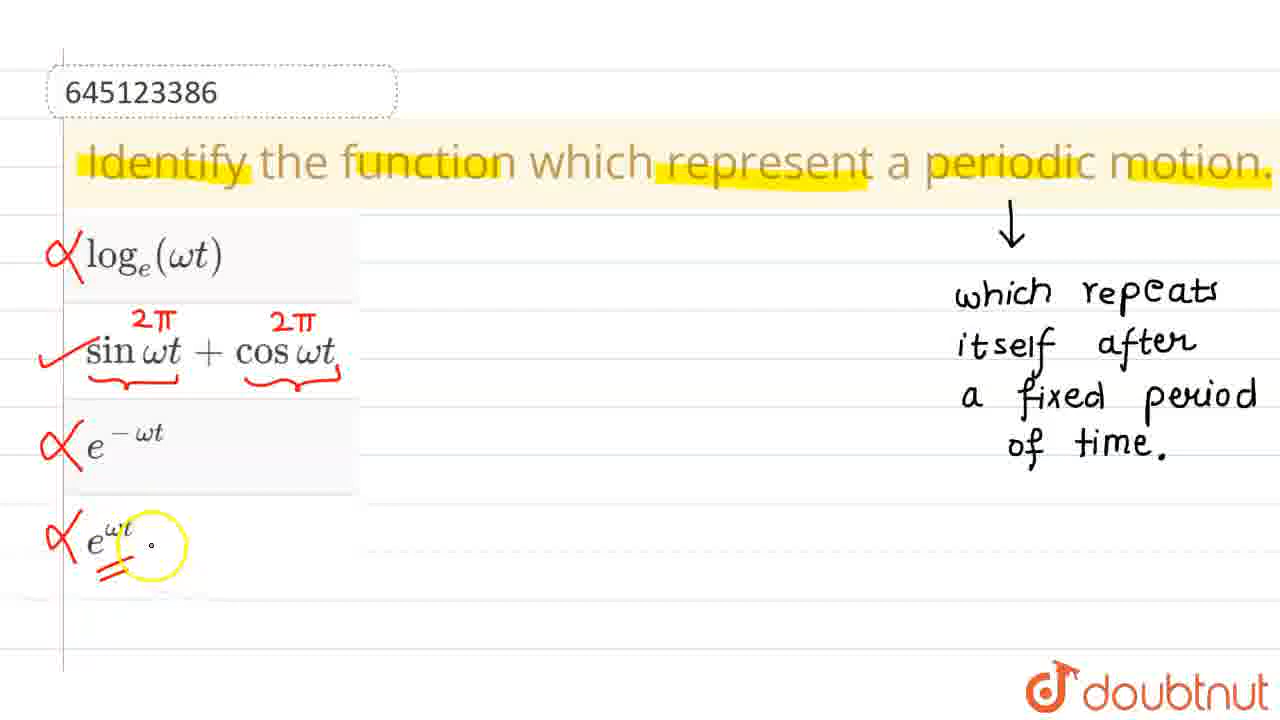 645123386
Identify the function which represent a periodic motion.
logₑ(ωt)
2π 2π
sin ωt + cos ωt
e^{-ωt}
e^{ωt}
which repeats
itself after
a fixed period
of time.
doubtnut